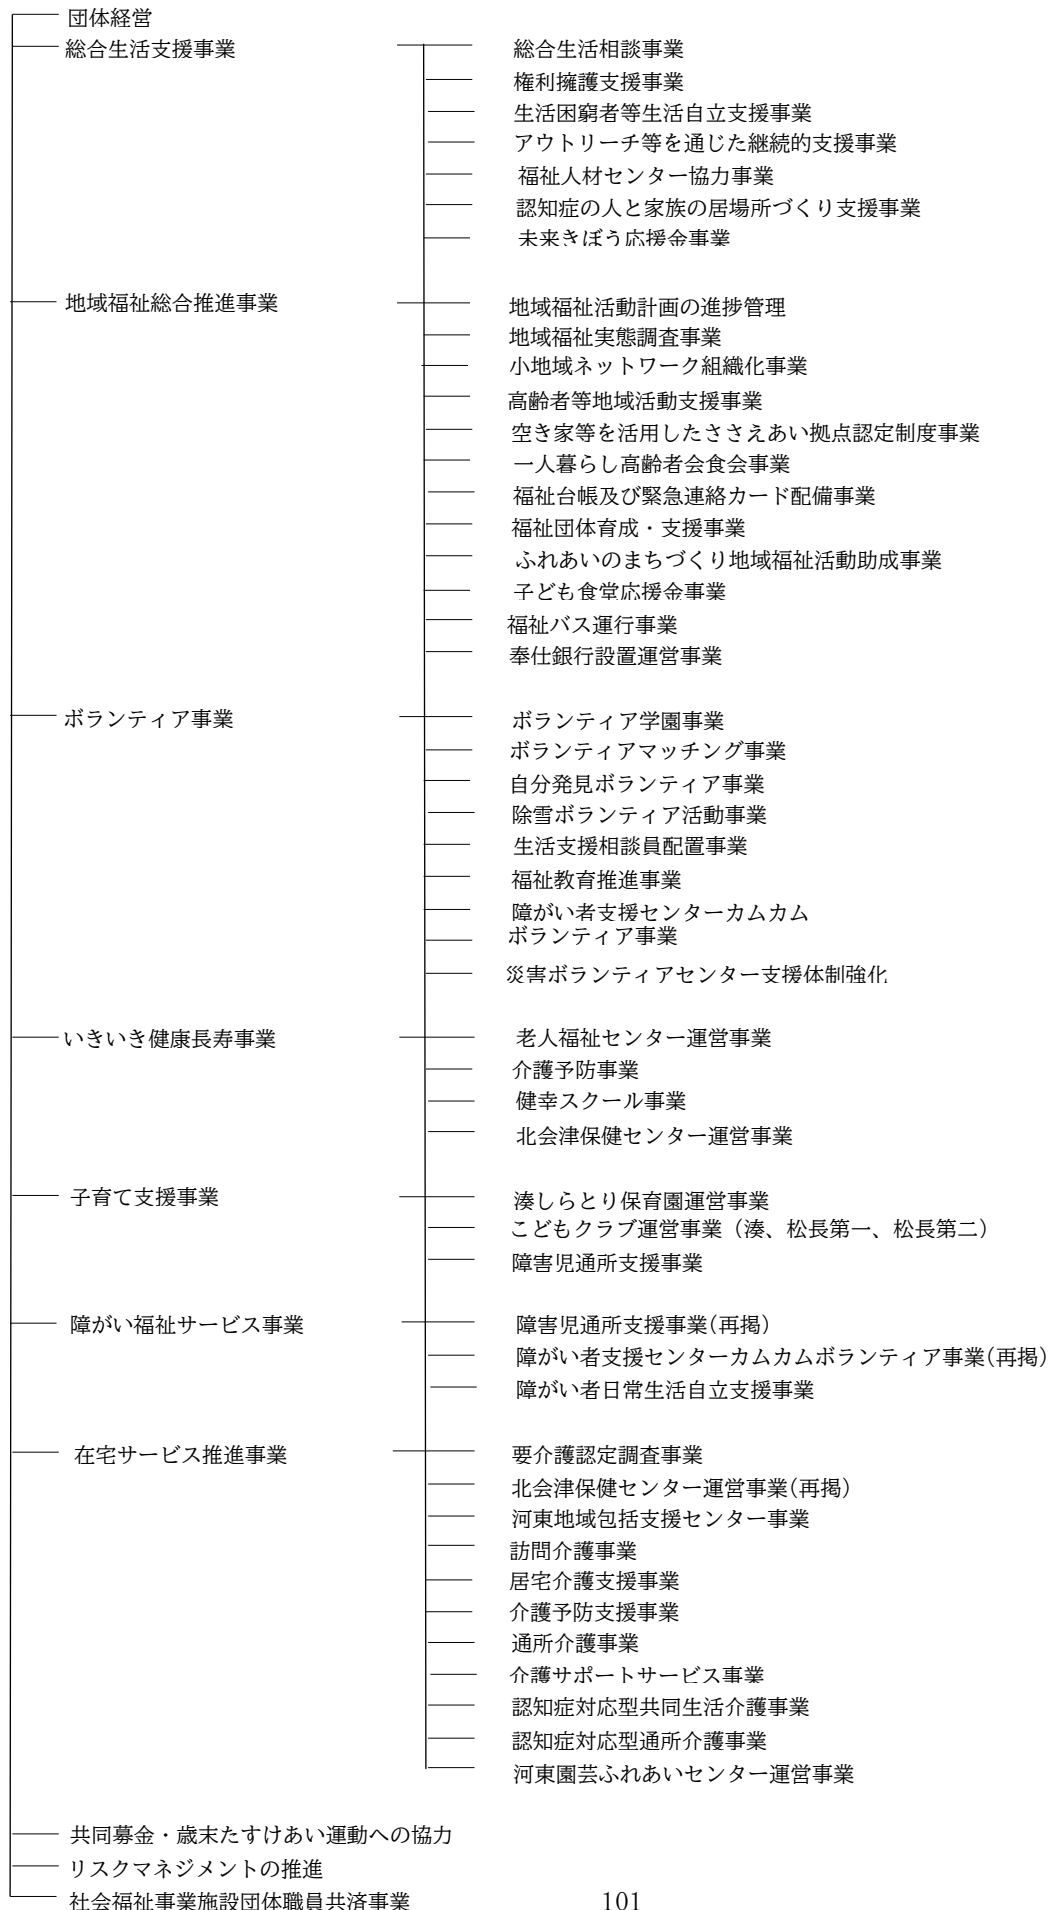 団体経営
総合生活支援事業
総合生活相談事業
権利擁護支援事業
生活困窮者等生活自立支援事業
アウトリーチ等を通じた継続的支援事業
福祉人材センター協力事業
認知症の人と家族の居場所づくり支援事業
未来きぼう応援金事業
地域福祉総合推進事業
地域福祉活動計画の進捗管理
地域福祉実態調査事業
小地域ネットワーク組織化事業
高齢者等地域活動支援事業
空き家等を活用したささえあい拠点認定制度事業
一人暮らし高齢者会食会事業
福祉台帳及び緊急連絡カード配備事業
福祉団体育成・支援事業
ふれあいのまちづくり地域福祉活動助成事業
子ども食堂応援金事業
福祉バス運行事業
奉仕銀行設置運営事業
ボランティア事業
ボランティア学園事業
ボランティアマッチング事業
自分発見ボランティア事業
除雪ボランティア活動事業
生活支援相談員配置事業
福祉教育推進事業
障がい者支援センターカムカム
ボランティア事業
災害ボランティアセンター支援体制強化
いきいき健康長寿事業
老人福祉センター運営事業
介護予防事業
健幸スクール事業
北会津保健センター運営事業
子育て支援事業
湊しらとり保育園運営事業
こどもクラブ運営事業（湊、松長第一、松長第二）
障害児通所支援事業
障がい福祉サービス事業
障害児通所支援事業(再掲)
障がい者支援センターカムカムボランティア事業(再掲)
障がい者日常生活自立支援事業
在宅サービス推進事業
要介護認定調査事業
北会津保健センター運営事業(再掲)
河東地域包括支援センター事業
訪問介護事業
居宅介護支援事業
介護予防支援事業
通所介護事業
介護サポートサービス事業
認知症対応型共同生活介護事業
認知症対応型通所介護事業
河東園芸ふれあいセンター運営事業
共同募金・歳末たすけあい運動への協力
リスクマネジメントの推進
社会福祉事業施設団体職員共済事業
101